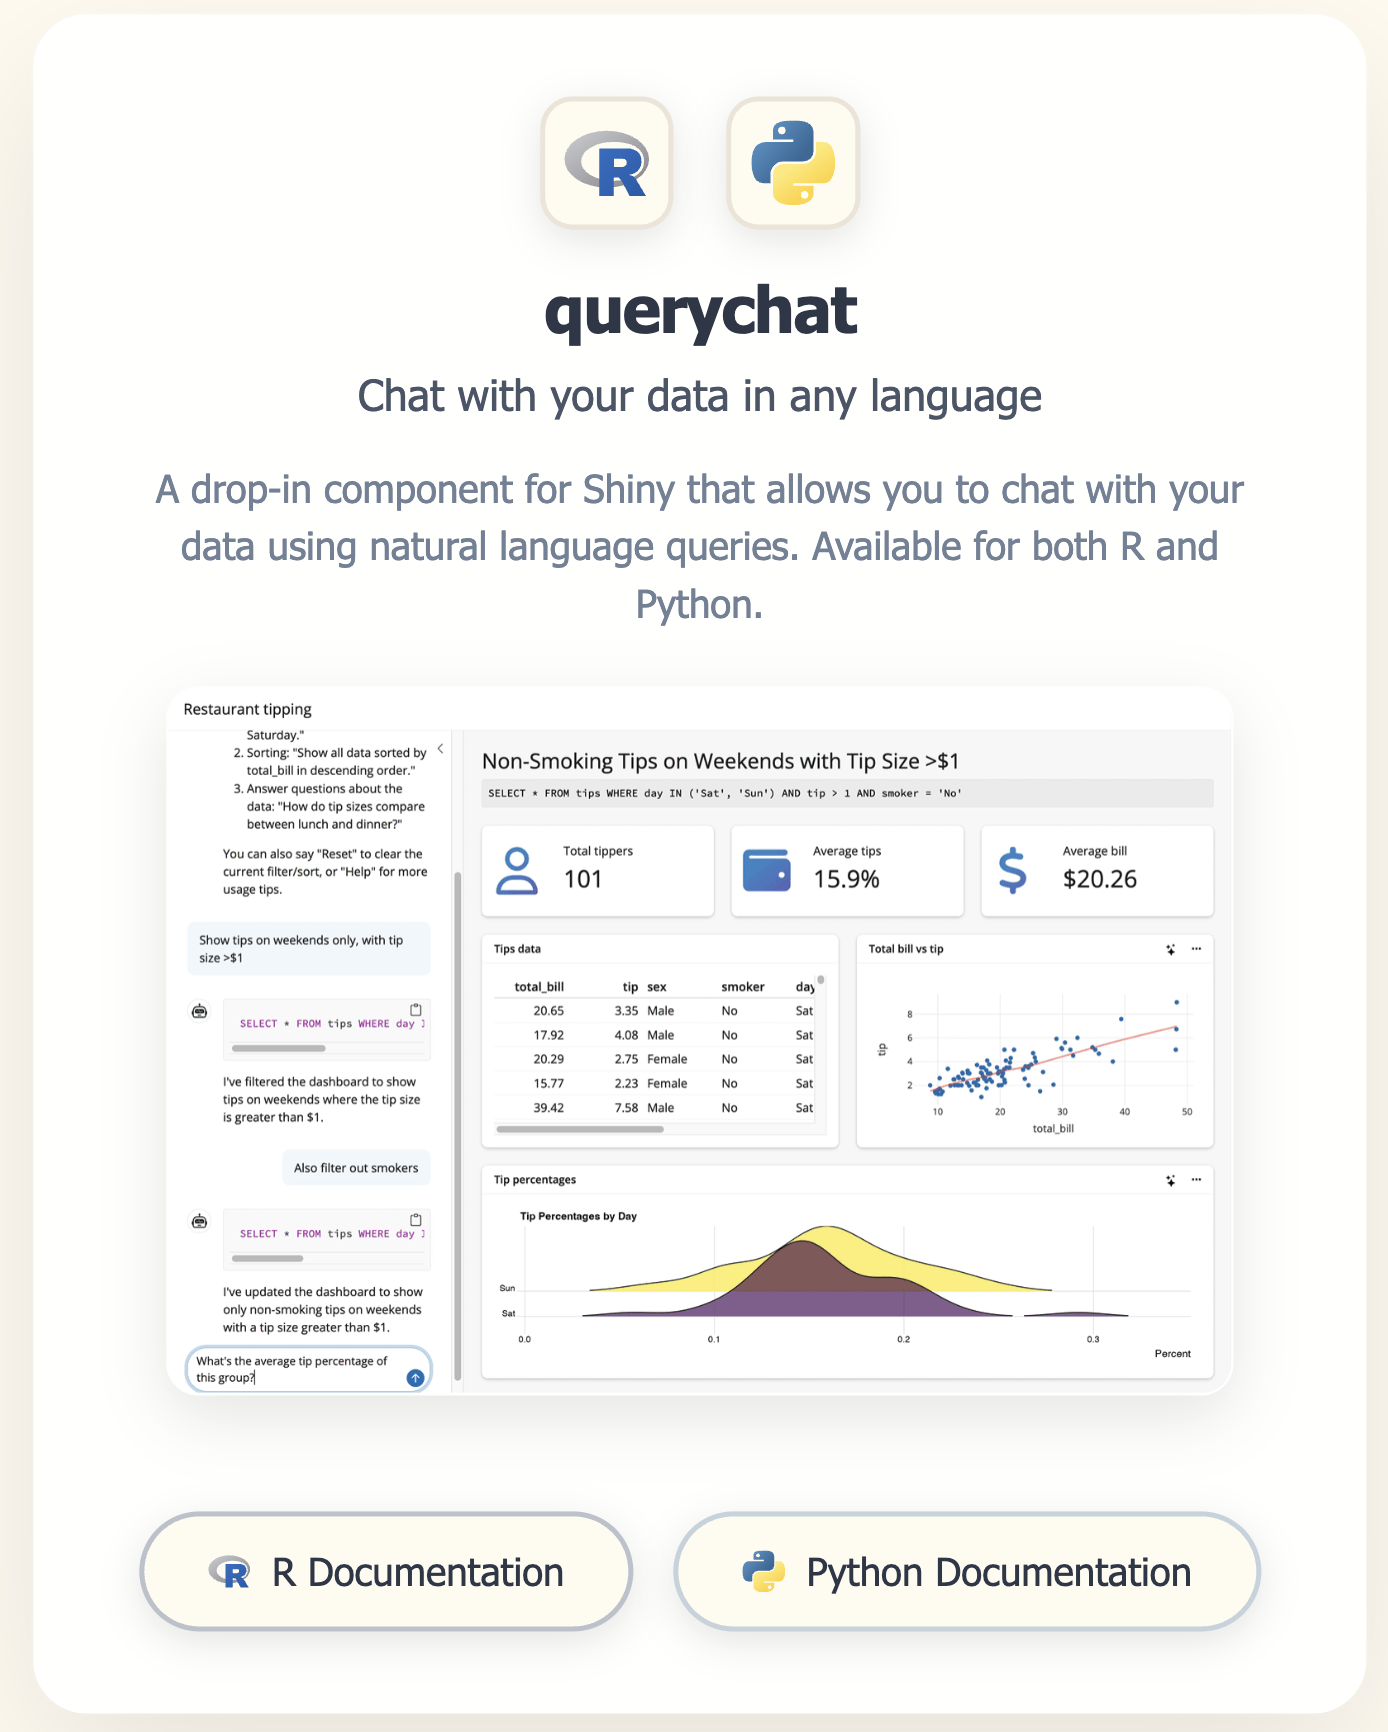 R
querychat
Chat with your data in any language
A drop-in component for Shiny that allows you to chat with your
data using natural language queries. Available for both R and
Python.
Restaurant tipping
Saturday."
2. Sorting: "Show all data sorted by
total_bill in descending order."
3. Answer questions about the
data: "How do tip sizes compare
between lunch and dinner?"
You can also say "Reset" to clear the
current filter/sort, or "Help" for more
usage tips.
Show tips on weekends only, with tip
size >$1
SELECT * FROM tips WHERE day
I've filtered the dashboard to show
tips on weekends where the tip size
is greater than $1.
Also filter out smokers
SELECT * FROM tips WHERE day
I've updated the dashboard to show
only non-smoking tips on weekends
with a tip size greater than $1.
What's the average tip percentage of
this group?
Non-Smoking Tips on Weekends with Tip Size >$1
SELECT * FROM tips WHERE day IN ('Sat', 'Sun') AND tip > 1 AND smoker = 'No'
Total tippers
101
Average tips
15.9%
Average bill
$20.26
Tips data
total_bill tip sex smoker day
20.65 3.35 Male No Sat
17.92 4.08 Male No Sat
20.29 2.75 Female No Sat
15.77 2.23 Female No Sat
39.42 7.58 Male No Sat
Total bill vs tip
8
6
4
2
tip
10 20 30 40 50
total_bill
Tip percentages
Tip Percentages by Day
Sun
Sat
0.0 0.1 0.2 0.3
Percent
R Documentation
Python Documentation